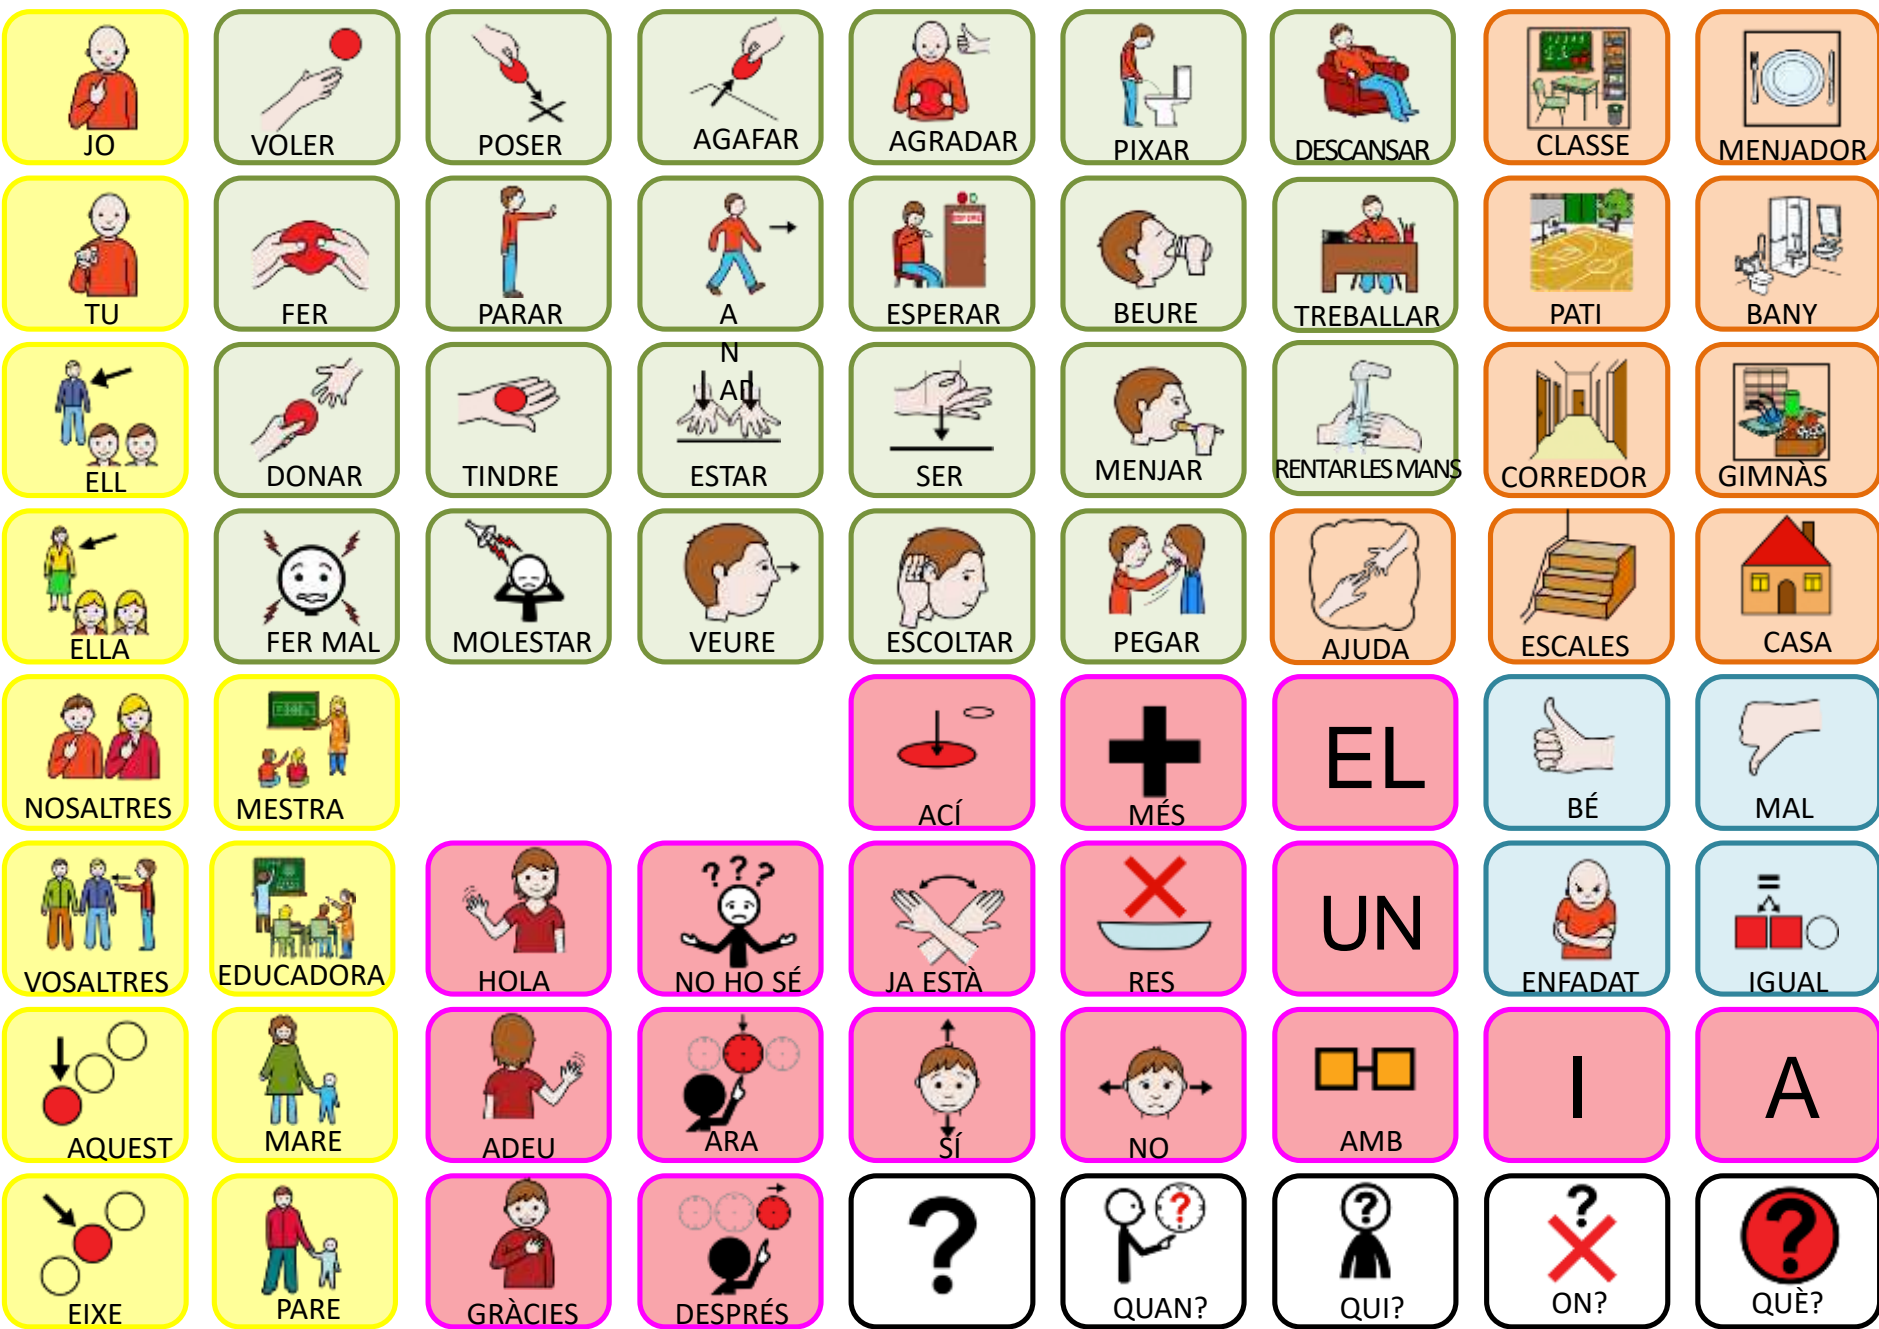 JO VOLER POSER AGAFAR AGRADAR PIXAR DESCANSAR CLASSE MENJADOR
TU FER PARAR A ESPERAR BEURE TREBALLAR PATI BANY
N
AD
ELL DONAR TINDRE ESTAR SER MENJAR RENTAR LES MANS CORREDOR GIMNÀS
ELLA FER MAL MOLESTAR VEURE ESCOLTAR PEGAR AJUDA ESCALES CASA
NOSALTRES MESTRA ACÍ MÉS EL BÉ MAL
VOSALTRES EDUCADORA HOLA ??? NO HO SÉ JA ESTÀ RES UN ENFADAT = IGUAL
AQUEST MARE ADEU ARA SÍ NO AMB I A
EIXE PARE GRÀCIES DESPRÉS ? ? QUAN? ? QUI? ? ON? ? QUÈ?